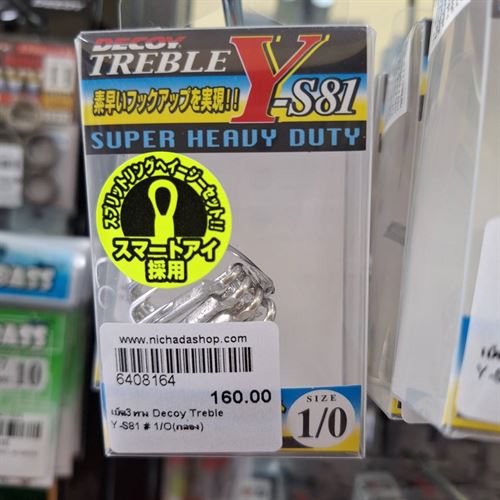 DECOY
TREBLE Y-S81
素早いフックアップを実現!!
SUPER HEAVY DUTY
スプリットリングへイージーセット!!
スマートアイ
採用
www.nichadashop.com
6408164
160.00
เบ็ด3ทาง Decoy Treble
Y-S81 # 1/O(กล่อง)
SIZE
1/0
BASS
10